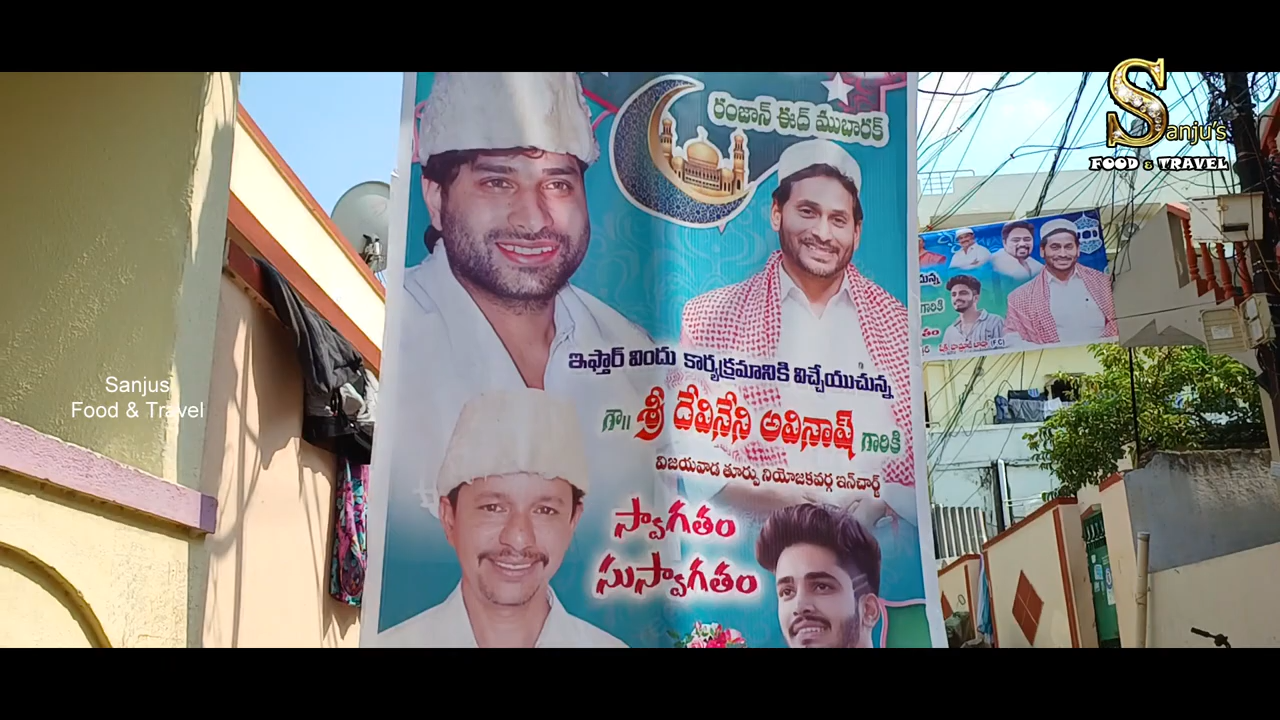 Sanju's
FOOD & TRAVEL
రంజాన్ ఈద్ ముబారక్
ఇఫ్తార్ విందు కార్యక్రమానికి విచ్చేయుచున్న
గౌ॥ శ్రీ దేవినేని అవినాష్ గారికి
విజయవాడ తూర్పు నియోజకవర్గ ఇన్‌చార్జ్
స్వాగతం
సుస్వాగతం
Sanjus
Food & Travel
గారికి